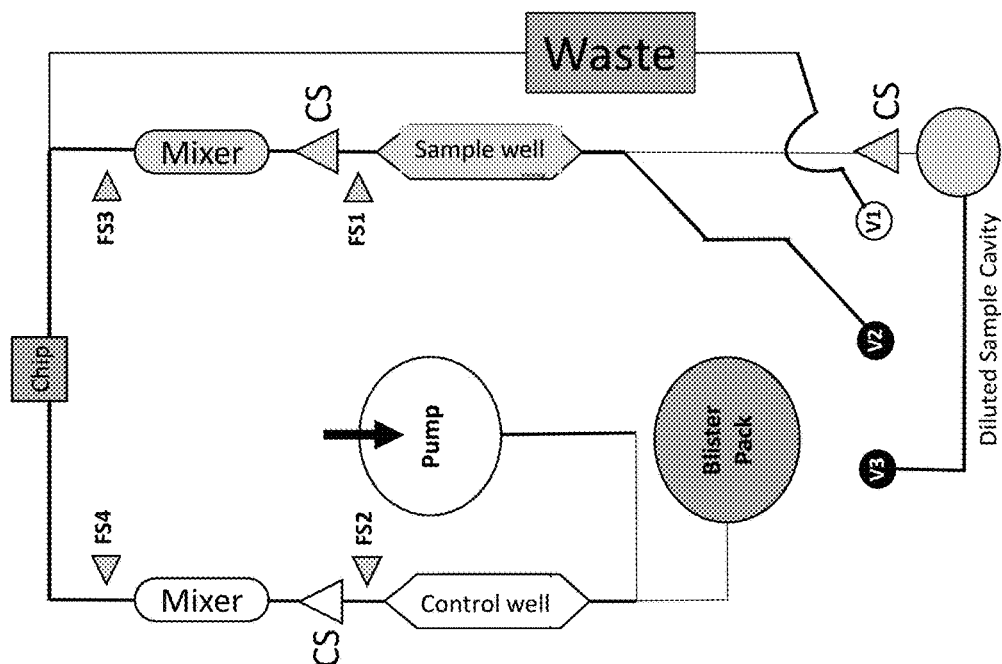 Waste
CS
Mixer
CS
Sample well
FS3
FS1
V1
Diluted Sample Cavity
Chip
V2
Pump
Blister
Pack
V3
FS4
FS2
Mixer
CS
Control well